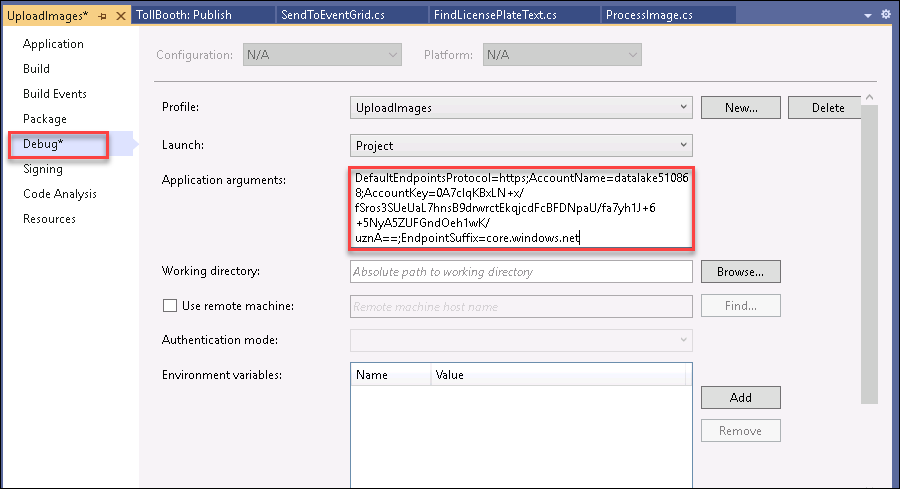 UploadImages*
TollBooth: Publish
SendToEventGrid.cs
FindLicensePlateText.cs
ProcessImage.cs
Application
Build
Build Events
Package
Debug*
Signing
Code Analysis
Resources
Configuration: N/A
Platform: N/A
Profile: UploadImages
New...
Delete
Launch: Project
Application arguments:
DefaultEndpointsProtocol=https;AccountName=datalake51086
8;AccountKey=0A7cIqKBxLN+x/
fSros3SUeUaL7hnsB9drwrctEkqjcdFcBFDNpaU/fa7yh1J+6
+5NyA5ZUFGndOeh1wK/
uznA==;EndpointSuffix=core.windows.net
Working directory: Absolute path to working directory
Browse...
Use remote machine: Remote machine host name
Find...
Authentication mode:
Environment variables:
Name Value
Add
Remove